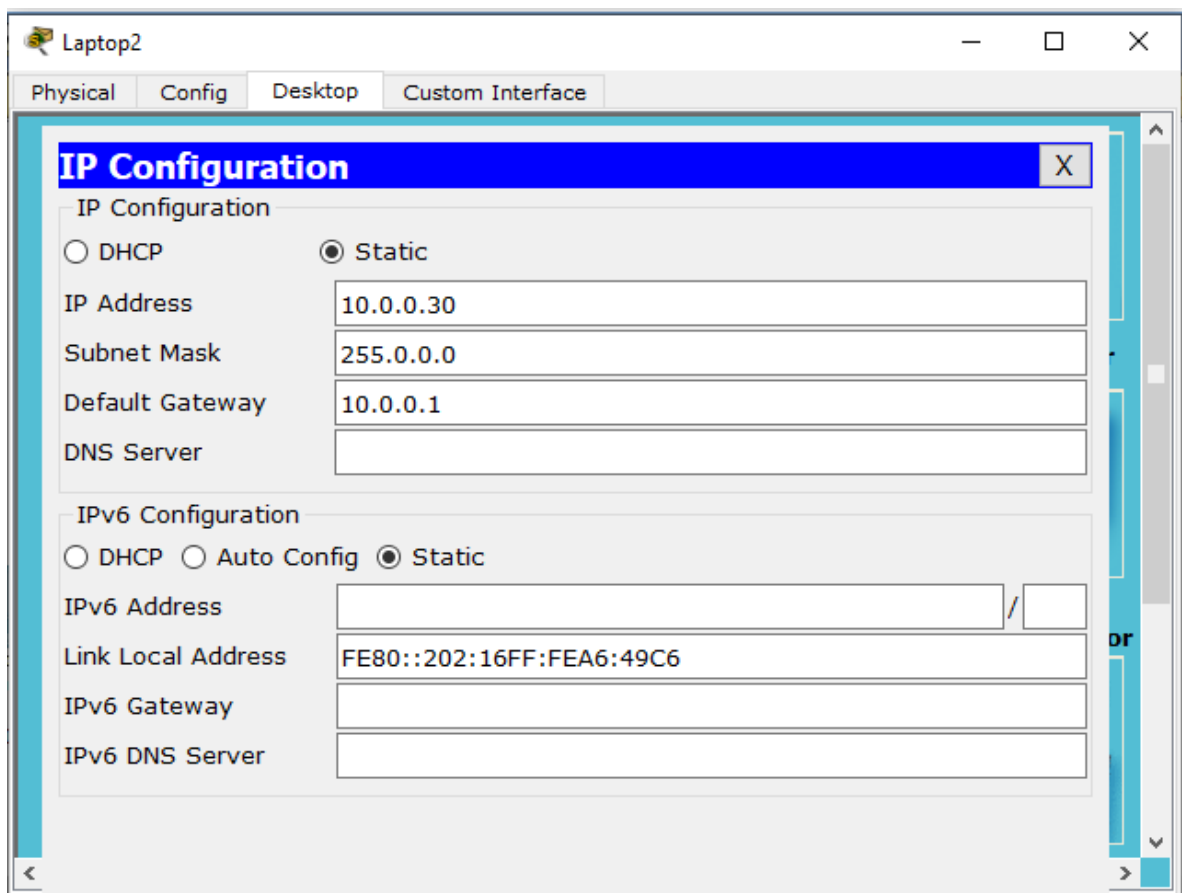 Laptop2
Physical Config Desktop Custom Interface
IP Configuration X
IP Configuration
DHCP Static
IP Address 10.0.0.30
Subnet Mask 255.0.0.0
Default Gateway 10.0.0.1
DNS Server
IPv6 Configuration
DHCP Auto Config Static
IPv6 Address /
Link Local Address FE80::202:16FF:FEA6:49C6
IPv6 Gateway
IPv6 DNS Server
or